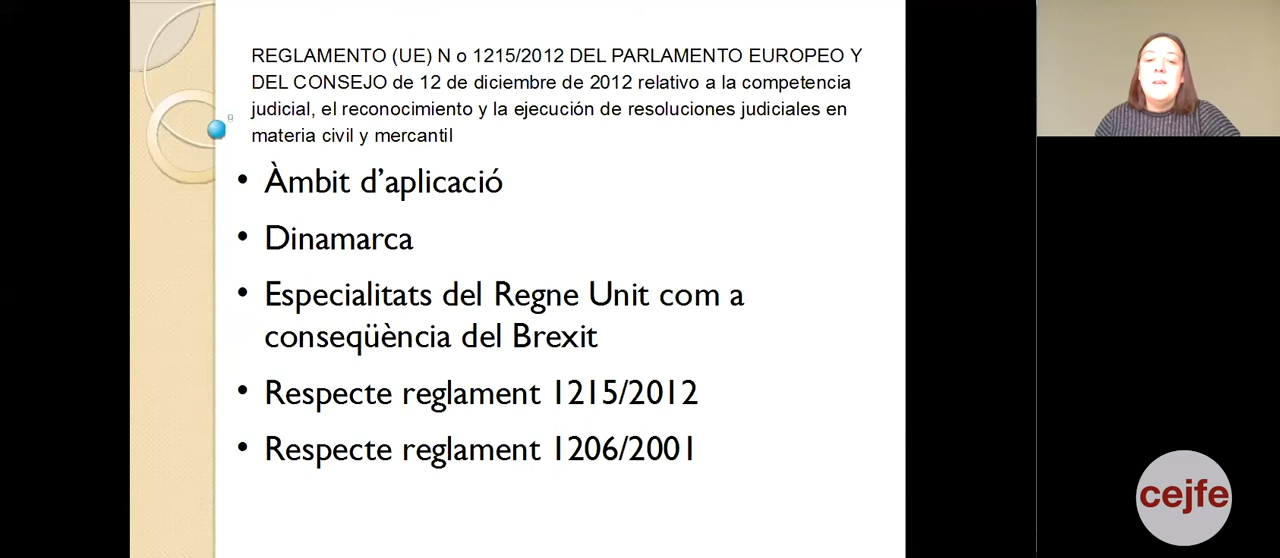 REGLAMENTO (UE) N o 1215/2012 DEL PARLAMENTO EUROPEO Y
DEL CONSEJO de 12 de diciembre de 2012 relativo a la competencia
judicial, el reconocimiento y la ejecución de resoluciones judiciales en
materia civil y mercantil
9
• Àmbit d’aplicació
• Dinamarca
• Especialitats del Regne Unit com a
conseqüència del Brexit
• Respecte reglament 1215/2012
• Respecte reglament 1206/2001
cejfe